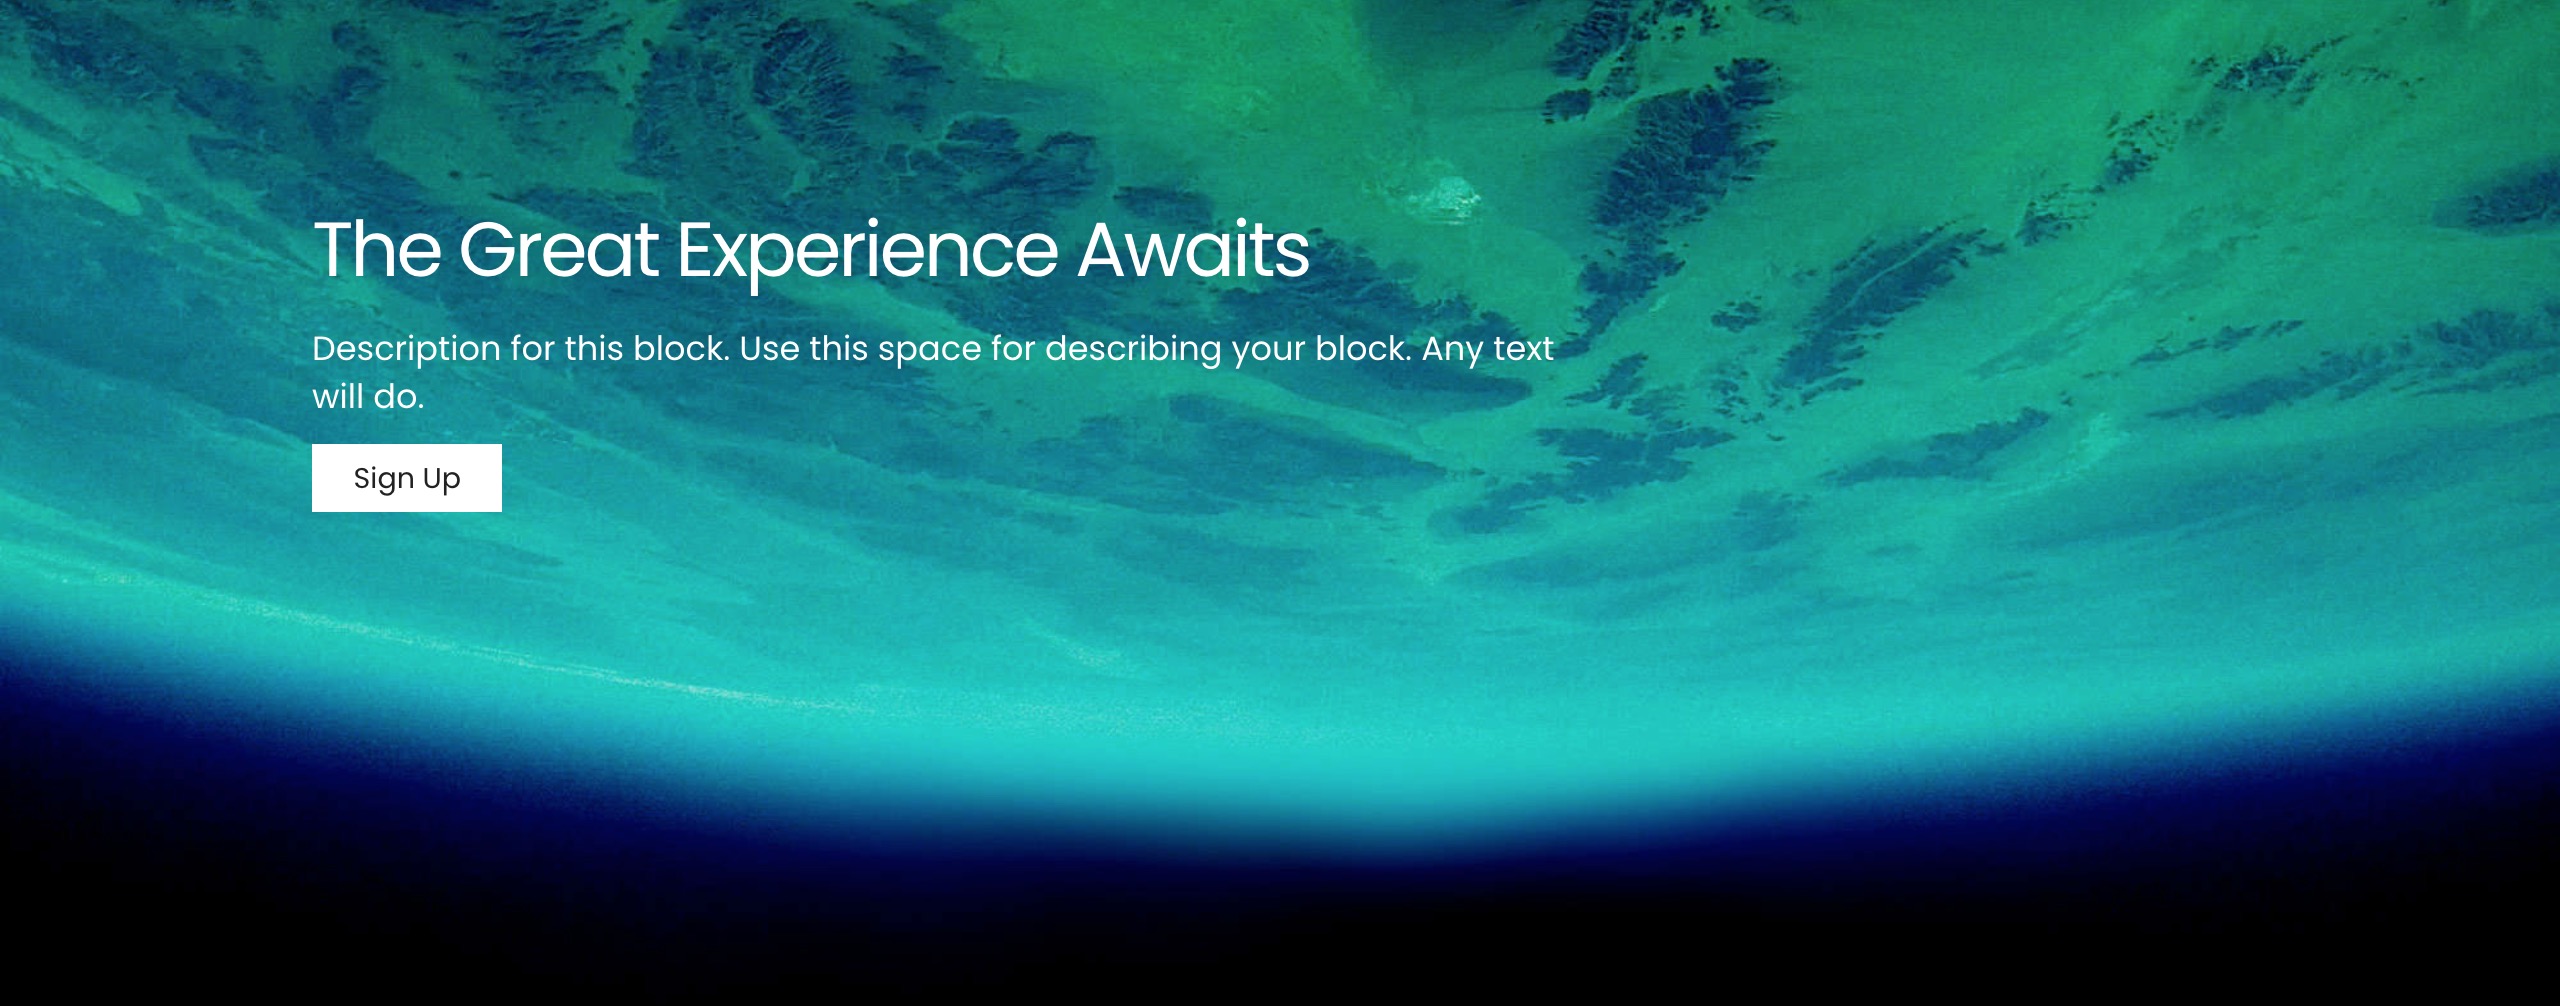 The Great Experience Awaits
Description for this block. Use this space for describing your block. Any text
will do.
Sign Up